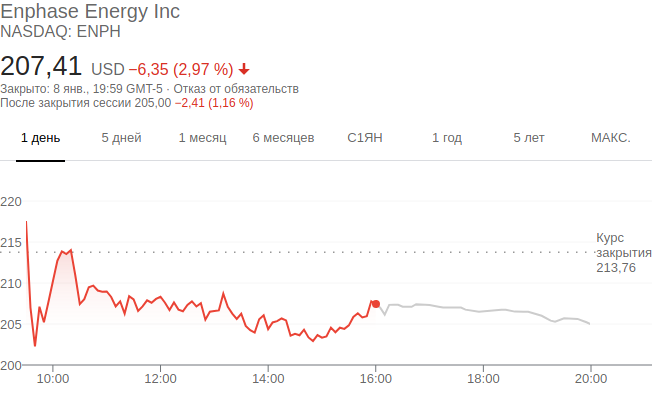 Enphase Energy Inc
NASDAQ: ENPH
207,41 USD −6,35 (2,97 %)
Закрыто: 8 янв., 19:59 GMT-5 · Отказ от обязательств
После закрытия сессии 205,00 −2,41 (1,16 %)
1 день 5 дней 1 месяц 6 месяцев С1ЯН 1 год 5 лет МАКС.
220
215
210
205
200
Курс
закрытия
213,76
10:00 12:00 14:00 16:00 18:00 20:00